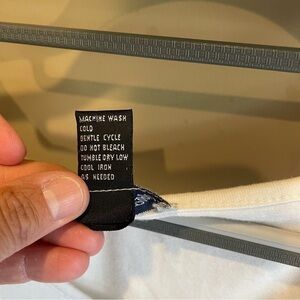 MACHINE WASH
COLD
GENTLE CYCLE
DO NOT BLEACH
TUMBLE DRY LOW
COOL IRON
AS NEEDED